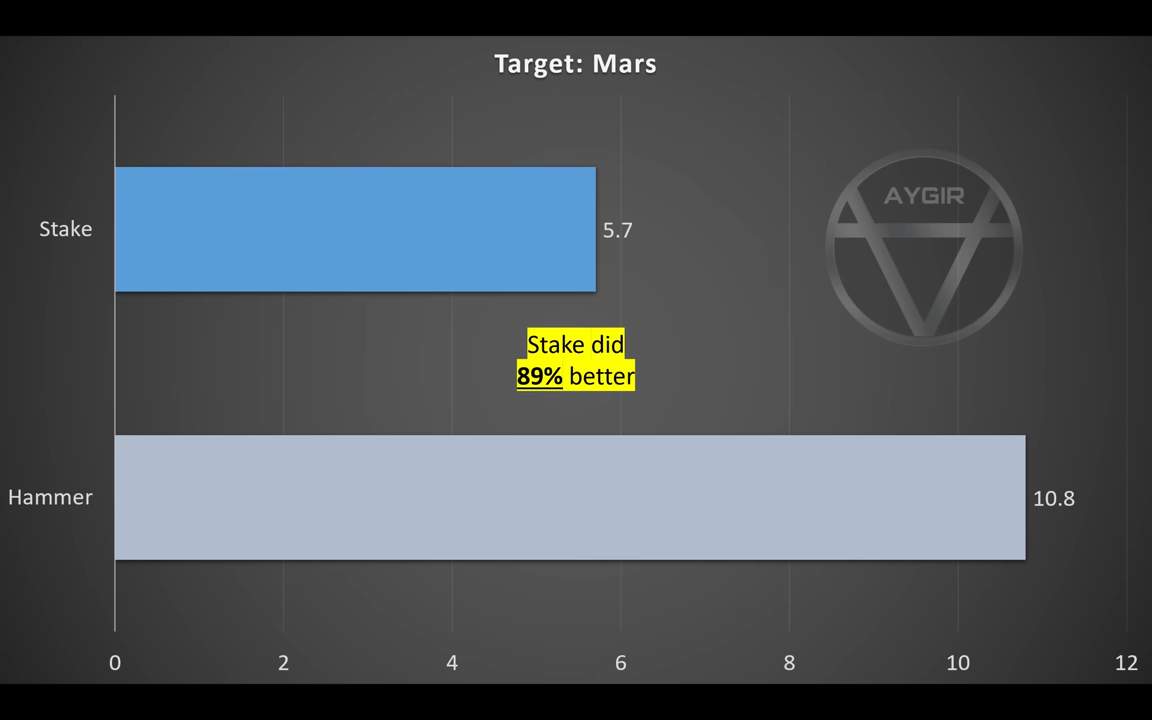 Target: Mars
AYGIR
Stake
5.7
Stake did
89% better
Hammer
10.8
0 2 4 6 8 10 12